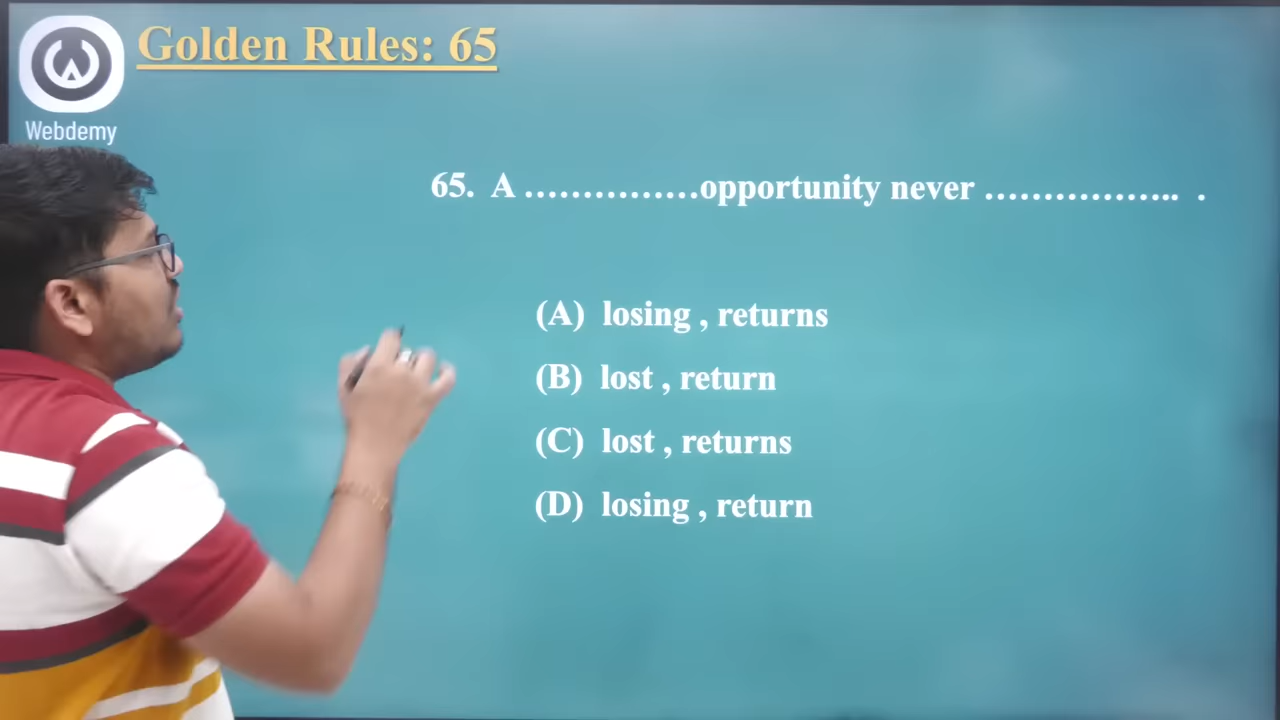 Golden Rules: 65
Webdemy
65. A ……………opportunity never …………….. .
(A) losing , returns
(B) lost , return
(C) lost , returns
(D) losing , return